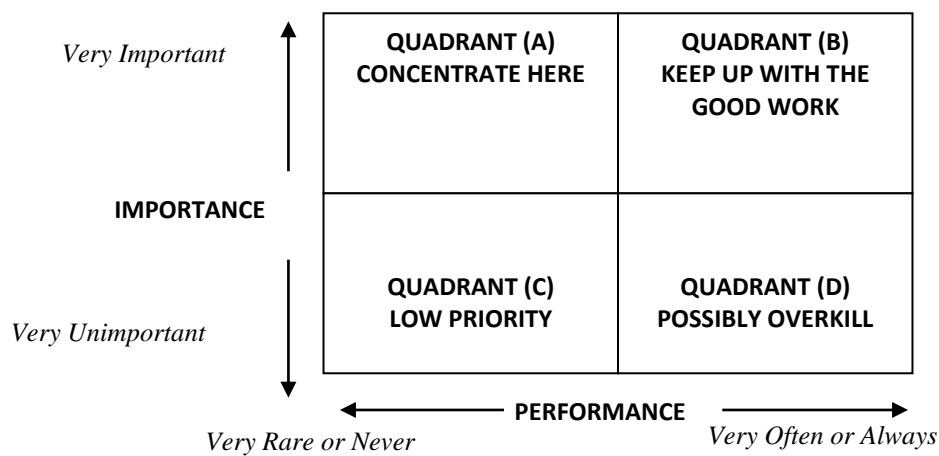 Very Important
QUADRANT (A)
CONCENTRATE HERE
QUADRANT (B)
KEEP UP WITH THE
GOOD WORK
IMPORTANCE
Very Unimportant
QUADRANT (C)
LOW PRIORITY
QUADRANT (D)
POSSIBLY OVERKILL
PERFORMANCE
Very Rare or Never
Very Often or Always